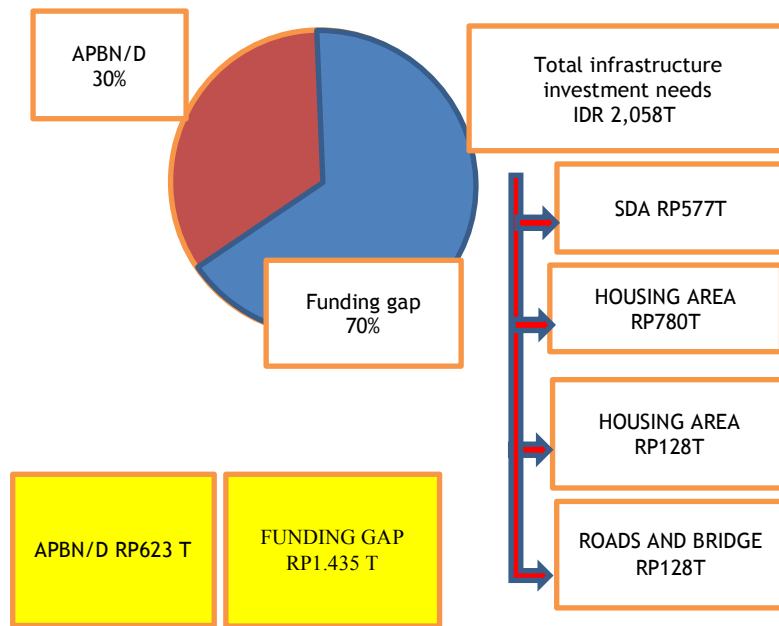 APBN/D
30%
Total infrastructure
investment needs
IDR 2,058T
SDA RP577T
HOUSING AREA
RP780T
Funding gap
70%
HOUSING AREA
RP128T
ROADS AND BRIDGE
RP128T
APBN/D RP623 T
FUNDING GAP
RP1.435 T